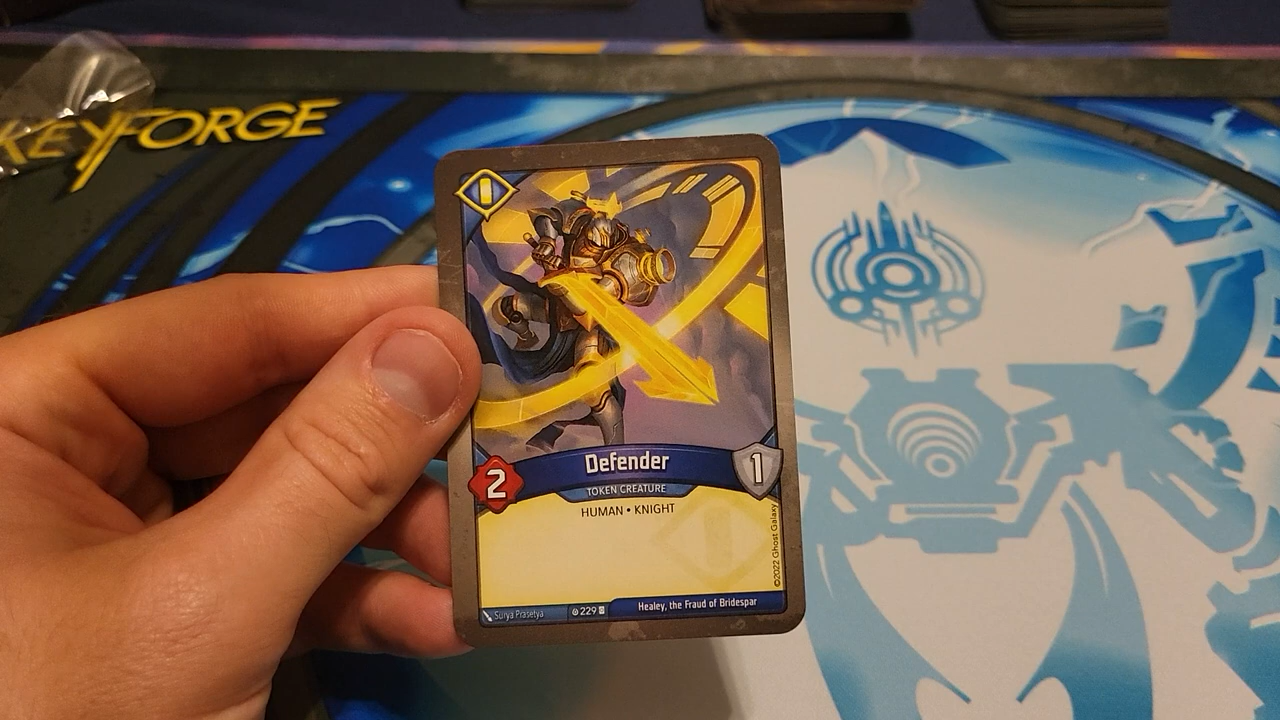 KEYFORGE
2
Defender
1
TOKEN CREATURE
HUMAN • KNIGHT
©2022 Ghost Galaxy
Surya Prasetya
229
Healey, the Fraud of Bridespar